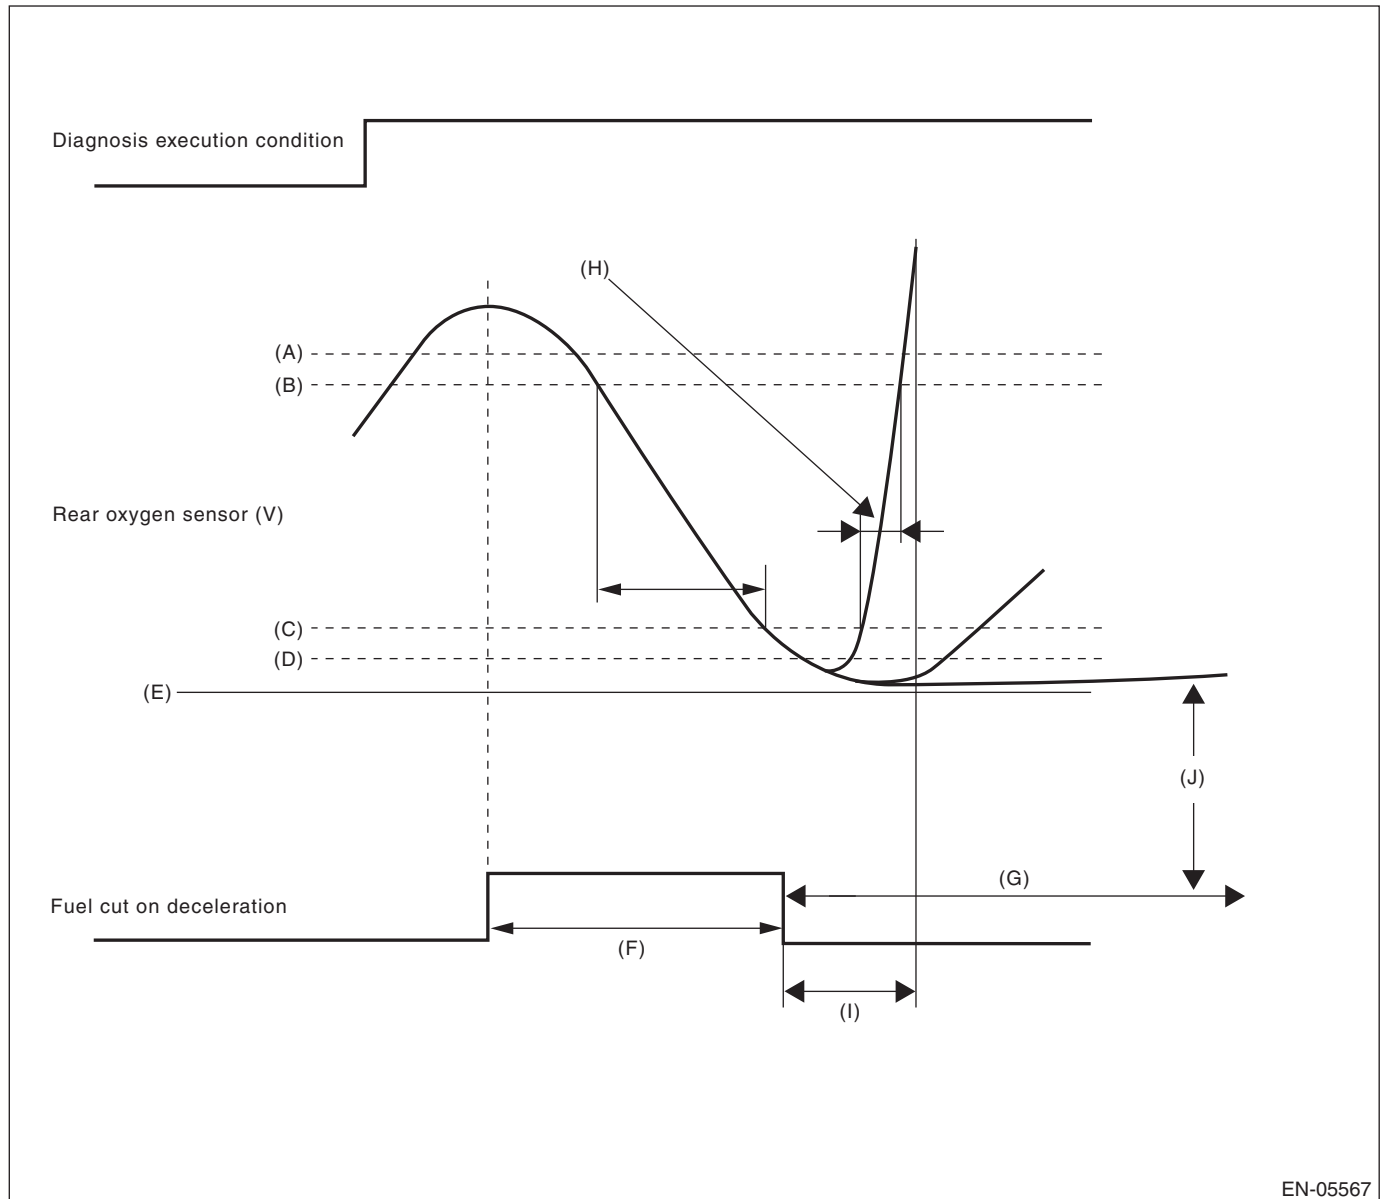 Diagnosis execution condition
(H)
(A)
(B)
Rear oxygen sensor (V)
(C)
(D)
(E)
(J)
(G)
Fuel cut on deceleration
(F)
(I)
EN-05567